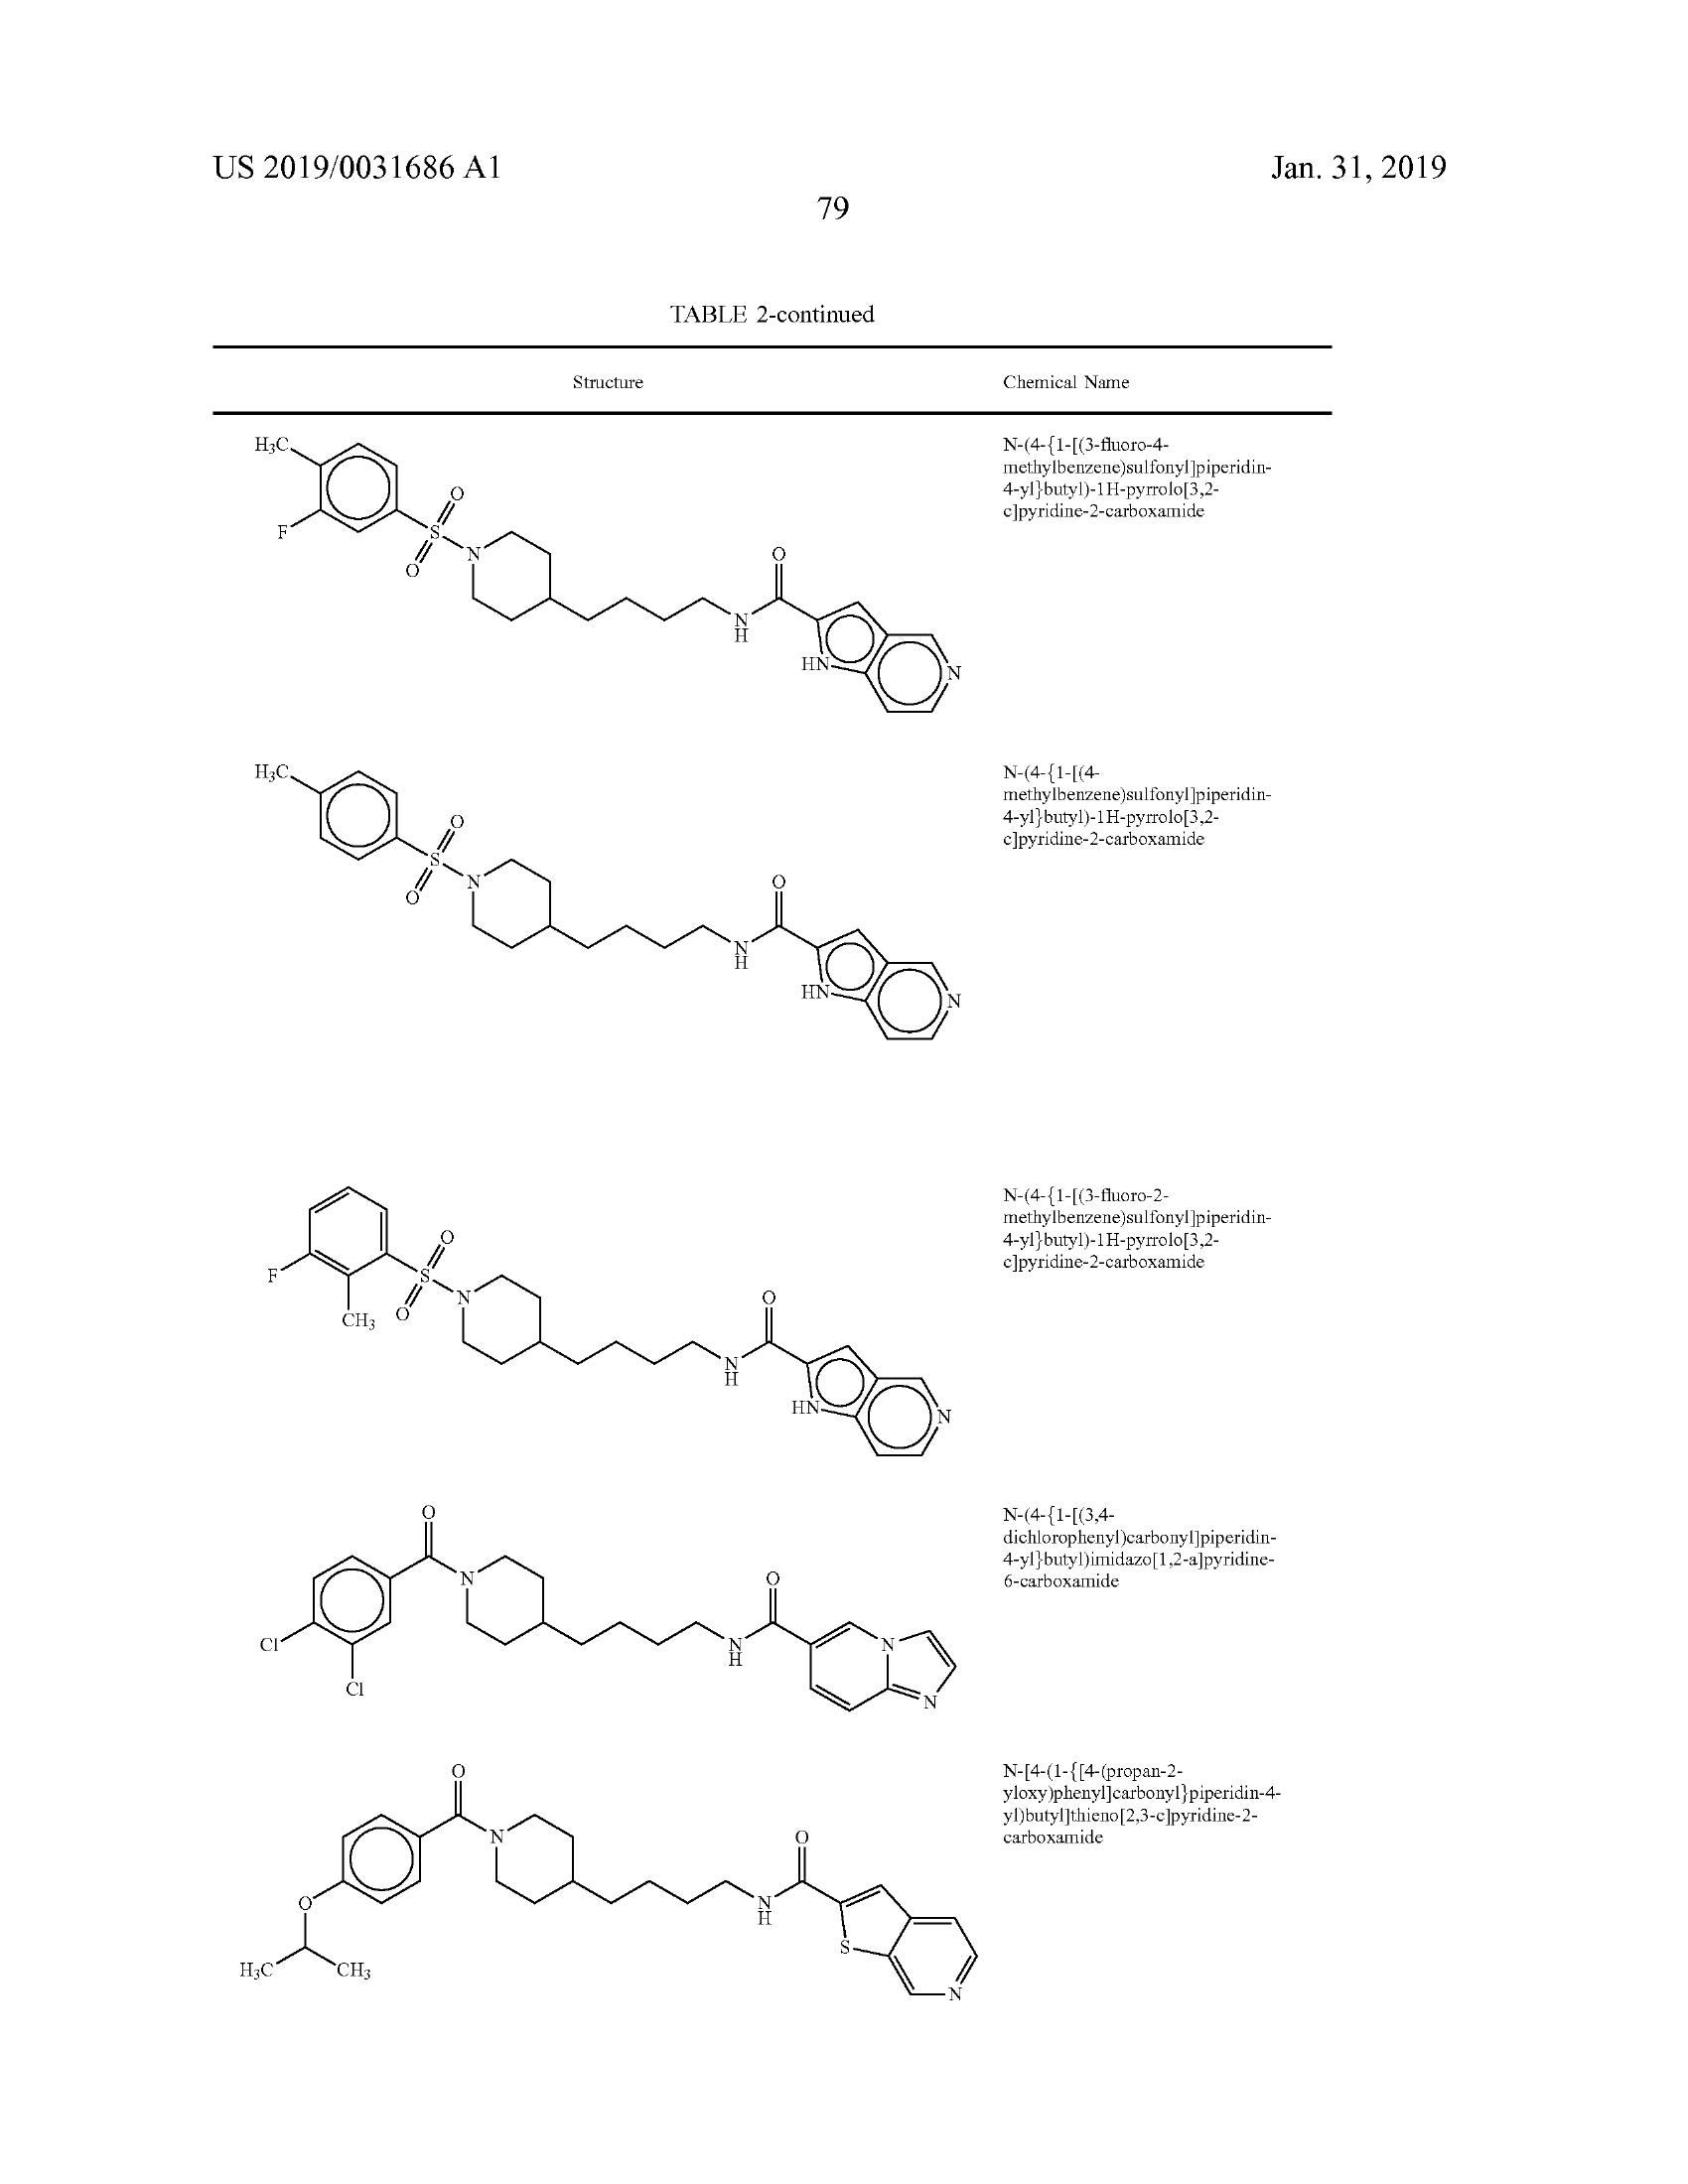 US 2019/0031686 A1
Jan. 31, 2019
79
TABLE 2-continued
Structure
Chemical Name
H₃C
F
S
O
O
N
O
N
H
HN
N
N-(4-{1-[(3-fluoro-4-
methylbenzene)sulfonyl]piperidin-
4-yl}butyl)-1H-pyrrolo[3,2-
c]pyridine-2-carboxamide
H₃C
S
O
O
N
O
N
H
HN
N
N-(4-{1-[(4-
methylbenzene)sulfonyl]piperidin-
4-yl}butyl)-1H-pyrrolo[3,2-
c]pyridine-2-carboxamide
F
CH₃
S
O
O
N
O
N
H
HN
N
N-(4-{1-[(3-fluoro-2-
methylbenzene)sulfonyl]piperidin-
4-yl}butyl)-1H-pyrrolo[3,2-
c]pyridine-2-carboxamide
O
N
Cl
Cl
O
N
H
N
N
N-(4-{1-[(3,4-
dichlorophenyl)carbonyl]piperidin-
4-yl}butyl)imidazo[1,2-a]pyridine-
6-carboxamide
O
N
O
H₃C
CH₃
O
N
H
S
N
N-[4-(1-{[4-(propan-2-
yloxy)phenyl]carbonyl}piperidin-4-
yl)butyl]thieno[2,3-c]pyridine-2-
carboxamide